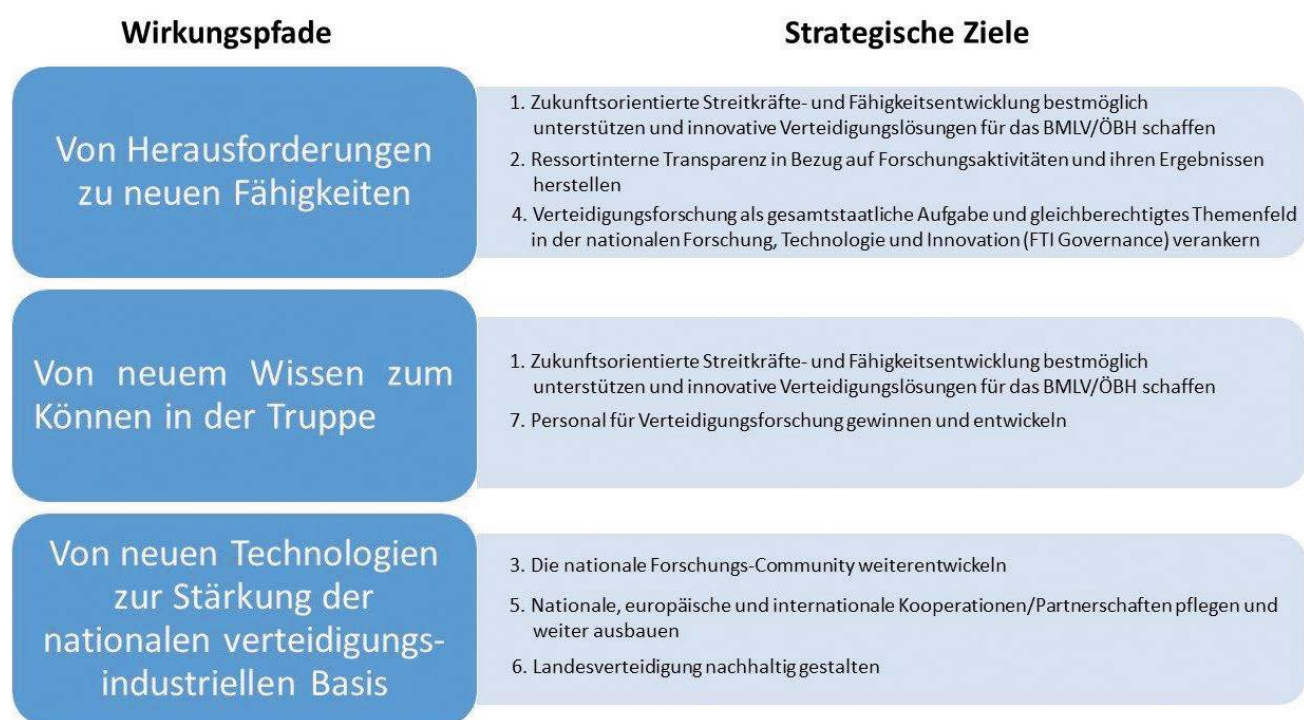 Wirkungspfade
Strategische Ziele
Von Herausforderungen
zu neuen Fähigkeiten
1. Zukunftsorientierte Streitkräfte- und Fähigkeitsentwicklung bestmöglich
unterstützen und innovative Verteidigungslösungen für das BMLV/ÖBH schaffen
2. Ressortinterne Transparenz in Bezug auf Forschungsaktivitäten und ihren Ergebnissen
herstellen
4. Verteidigungsforschung als gesamtstaatliche Aufgabe und gleichberechtigtes Themenfeld
in der nationalen Forschung, Technologie und Innovation (FTI Governance) verankern
Von neuem Wissen zum
Können in der Truppe
1. Zukunftsorientierte Streitkräfte- und Fähigkeitsentwicklung bestmöglich
unterstützen und innovative Verteidigungslösungen für das BMLV/ÖBH schaffen
7. Personal für Verteidigungsforschung gewinnen und entwickeln
Von neuen Technologien
zur Stärkung der
nationalen verteidigungs-
industriellen Basis
3. Die nationale Forschungs-Community weiterentwickeln
5. Nationale, europäische und internationale Kooperationen/Partnerschaften pflegen und
weiter ausbauen
6. Landesverteidigung nachhaltig gestalten